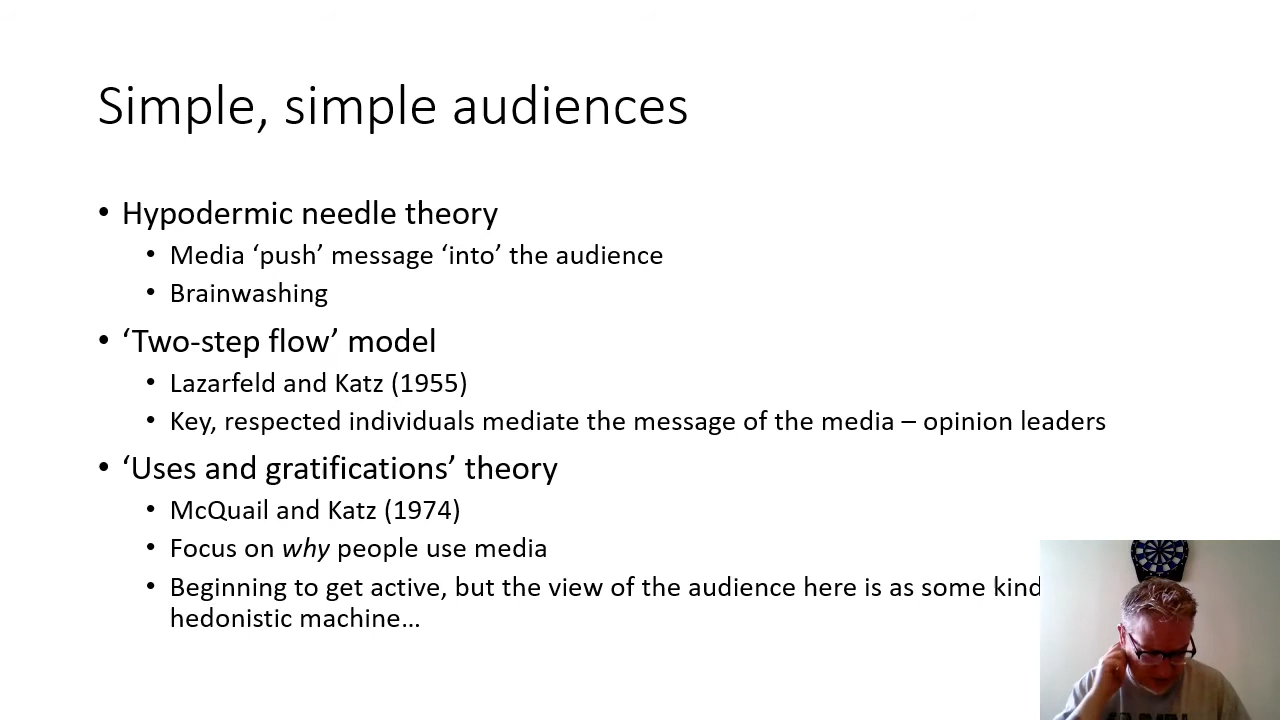 Simple, simple audiences
• Hypodermic needle theory
• Media ‘push’ message ‘into’ the audience
• Brainwashing
• ‘Two-step flow’ model
• Lazarfeld and Katz (1955)
• Key, respected individuals mediate the message of the media – opinion leaders
• ‘Uses and gratifications’ theory
• McQuail and Katz (1974)
• Focus on why people use media
• Beginning to get active, but the view of the audience here is as some kind
hedonistic machine…